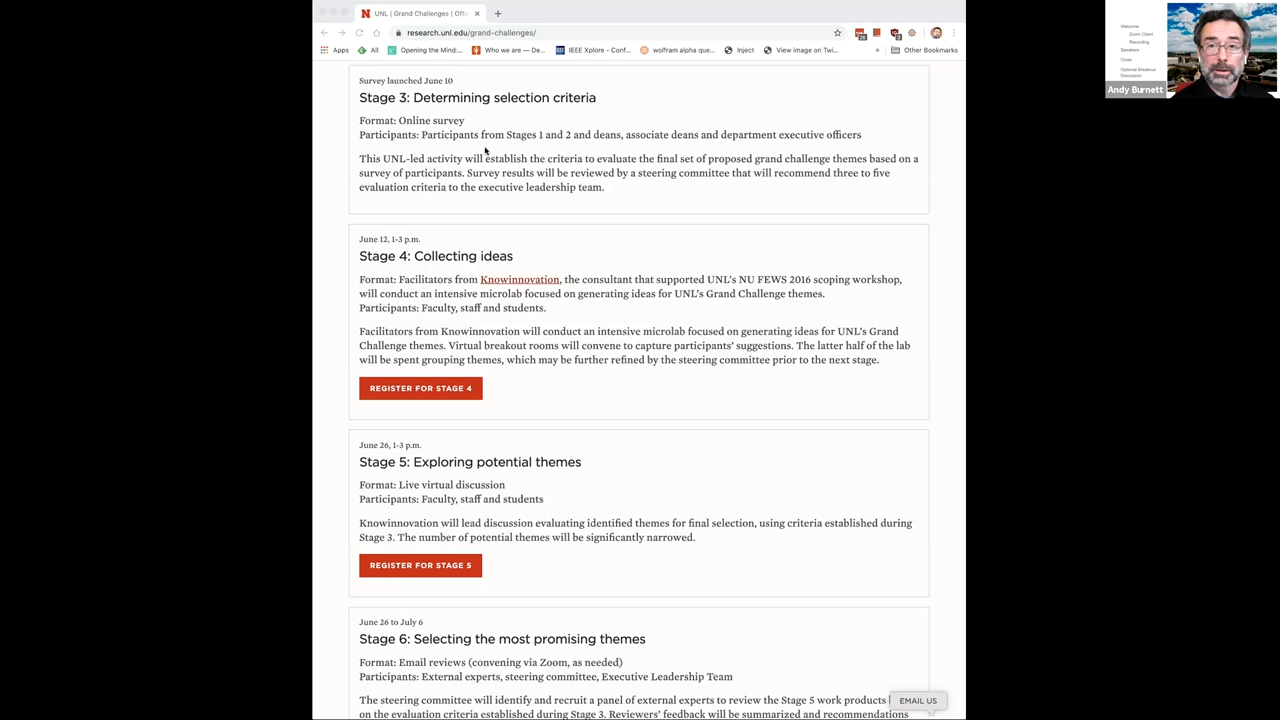 UNL | Grand Challenges | Offi
research.unl.edu/grand-challenges/
Apps
All
Opening the Mind:...
Who we are — De...
IEEE Xplore - Conf...
wolfram alpha que...
Inject
View image on Twi...
»
Other Bookmarks
Survey launched June 10
Stage 3: Determining selection criteria
Format: Online survey
Participants: Participants from Stages 1 and 2 and deans, associate deans and department executive officers
This UNL-led activity will establish the criteria to evaluate the final set of proposed grand challenge themes based on a
survey of participants. Survey results will be reviewed by a steering committee that will recommend three to five
evaluation criteria to the executive leadership team.
June 12, 1-3 p.m.
Stage 4: Collecting ideas
Format: Facilitators from Knowinnovation, the consultant that supported UNL's NU FEWS 2016 scoping workshop,
will conduct an intensive microlab focused on generating ideas for UNL's Grand Challenge themes.
Participants: Faculty, staff and students.
Facilitators from Knowinnovation will conduct an intensive microlab focused on generating ideas for UNL's Grand
Challenge themes. Virtual breakout rooms will convene to capture participants' suggestions. The latter half of the lab
will be spent grouping themes, which may be further refined by the steering committee prior to the next stage.
REGISTER FOR STAGE 4
June 26, 1-3 p.m.
Stage 5: Exploring potential themes
Format: Live virtual discussion
Participants: Faculty, staff and students
Knowinnovation will lead discussion evaluating identified themes for final selection, using criteria established during
Stage 3. The number of potential themes will be significantly narrowed.
REGISTER FOR STAGE 5
June 26 to July 6
Stage 6: Selecting the most promising themes
Format: Email reviews (convening via Zoom, as needed)
Participants: External experts, steering committee, Executive Leadership Team
The steering committee will identify and recruit a panel of external experts to review the Stage 5 work products
on the evaluation criteria established during Stage 3. Reviewers' feedback will be summarized and recommendations
EMAIL US
Welcome
Zoom Client
Recording
Speakers
Close
Optional Breakout
Discussion
Andy Burnett